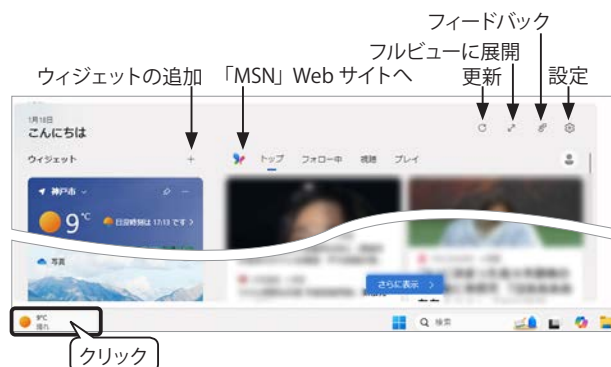 フィードバック
フルビューに展開
ウィジェットの追加 「MSN」Web サイトへ 更新 設定
1月18日
こんにちは
ウィジェット
トップ フォロー中 視聴 プレイ
神戸市
9℃
日没時刻は 17:13 です
写真
さらに表示
9℃
晴れ
検索
クリック